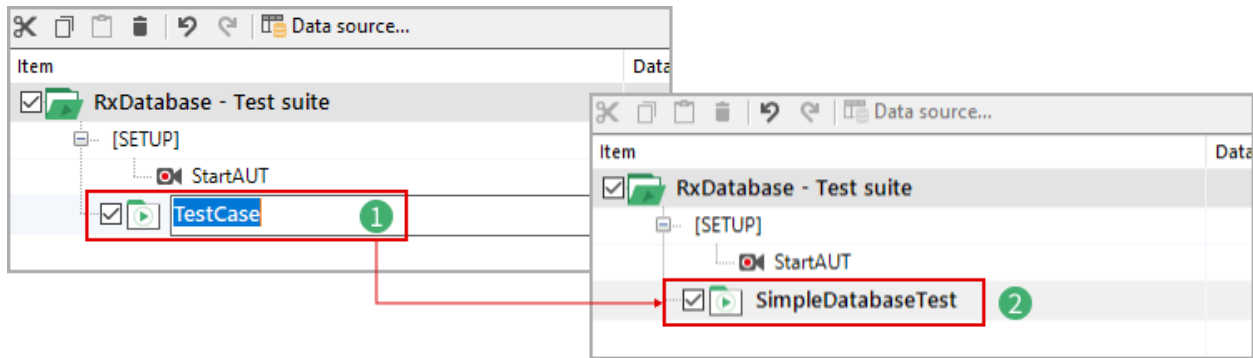 Data source...
Item Data
RxDatabase - Test suite
[SETUP]
StartAUT
TestCase 1
Data source...
Item Data
RxDatabase - Test suite
[SETUP]
StartAUT
SimpleDatabaseTest 2